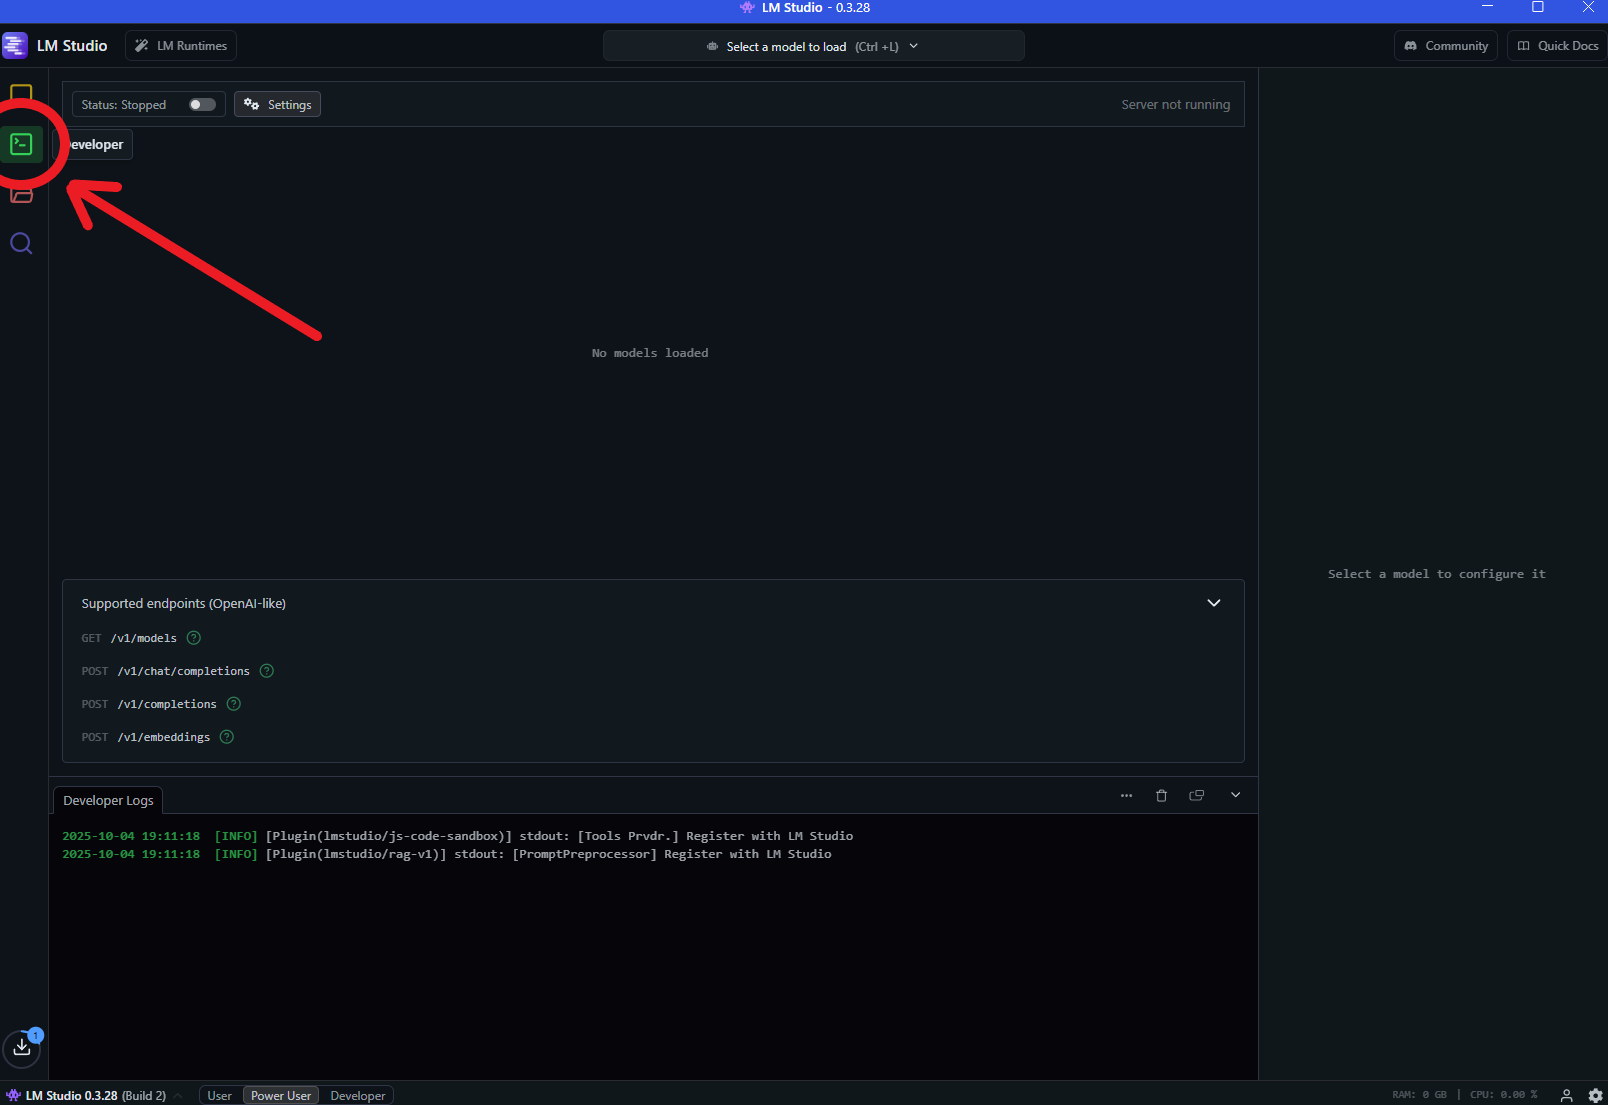 LM Studio - 0.3.28
LM Studio
LM Runtimes
Select a model to load (Ctrl +L)
Community
Quick Docs
Status: Stopped
Settings
Server not running
eveloper
No models loaded
Select a model to configure it
Supported endpoints (OpenAI-like)
GET /v1/models ?
POST /v1/chat/completions ?
POST /v1/completions ?
POST /v1/embeddings ?
Developer Logs
2025-10-04 19:11:18 [INFO] [Plugin(lmstudio/js-code-sandbox)] stdout: [Tools Prvdr.] Register with LM Studio
2025-10-04 19:11:18 [INFO] [Plugin(lmstudio/rag-v1)] stdout: [PromptPreprocessor] Register with LM Studio
1
LM Studio 0.3.28 (Build 2)
User
Power User
Developer
RAM: 0 GB | CPU: 0.00 %